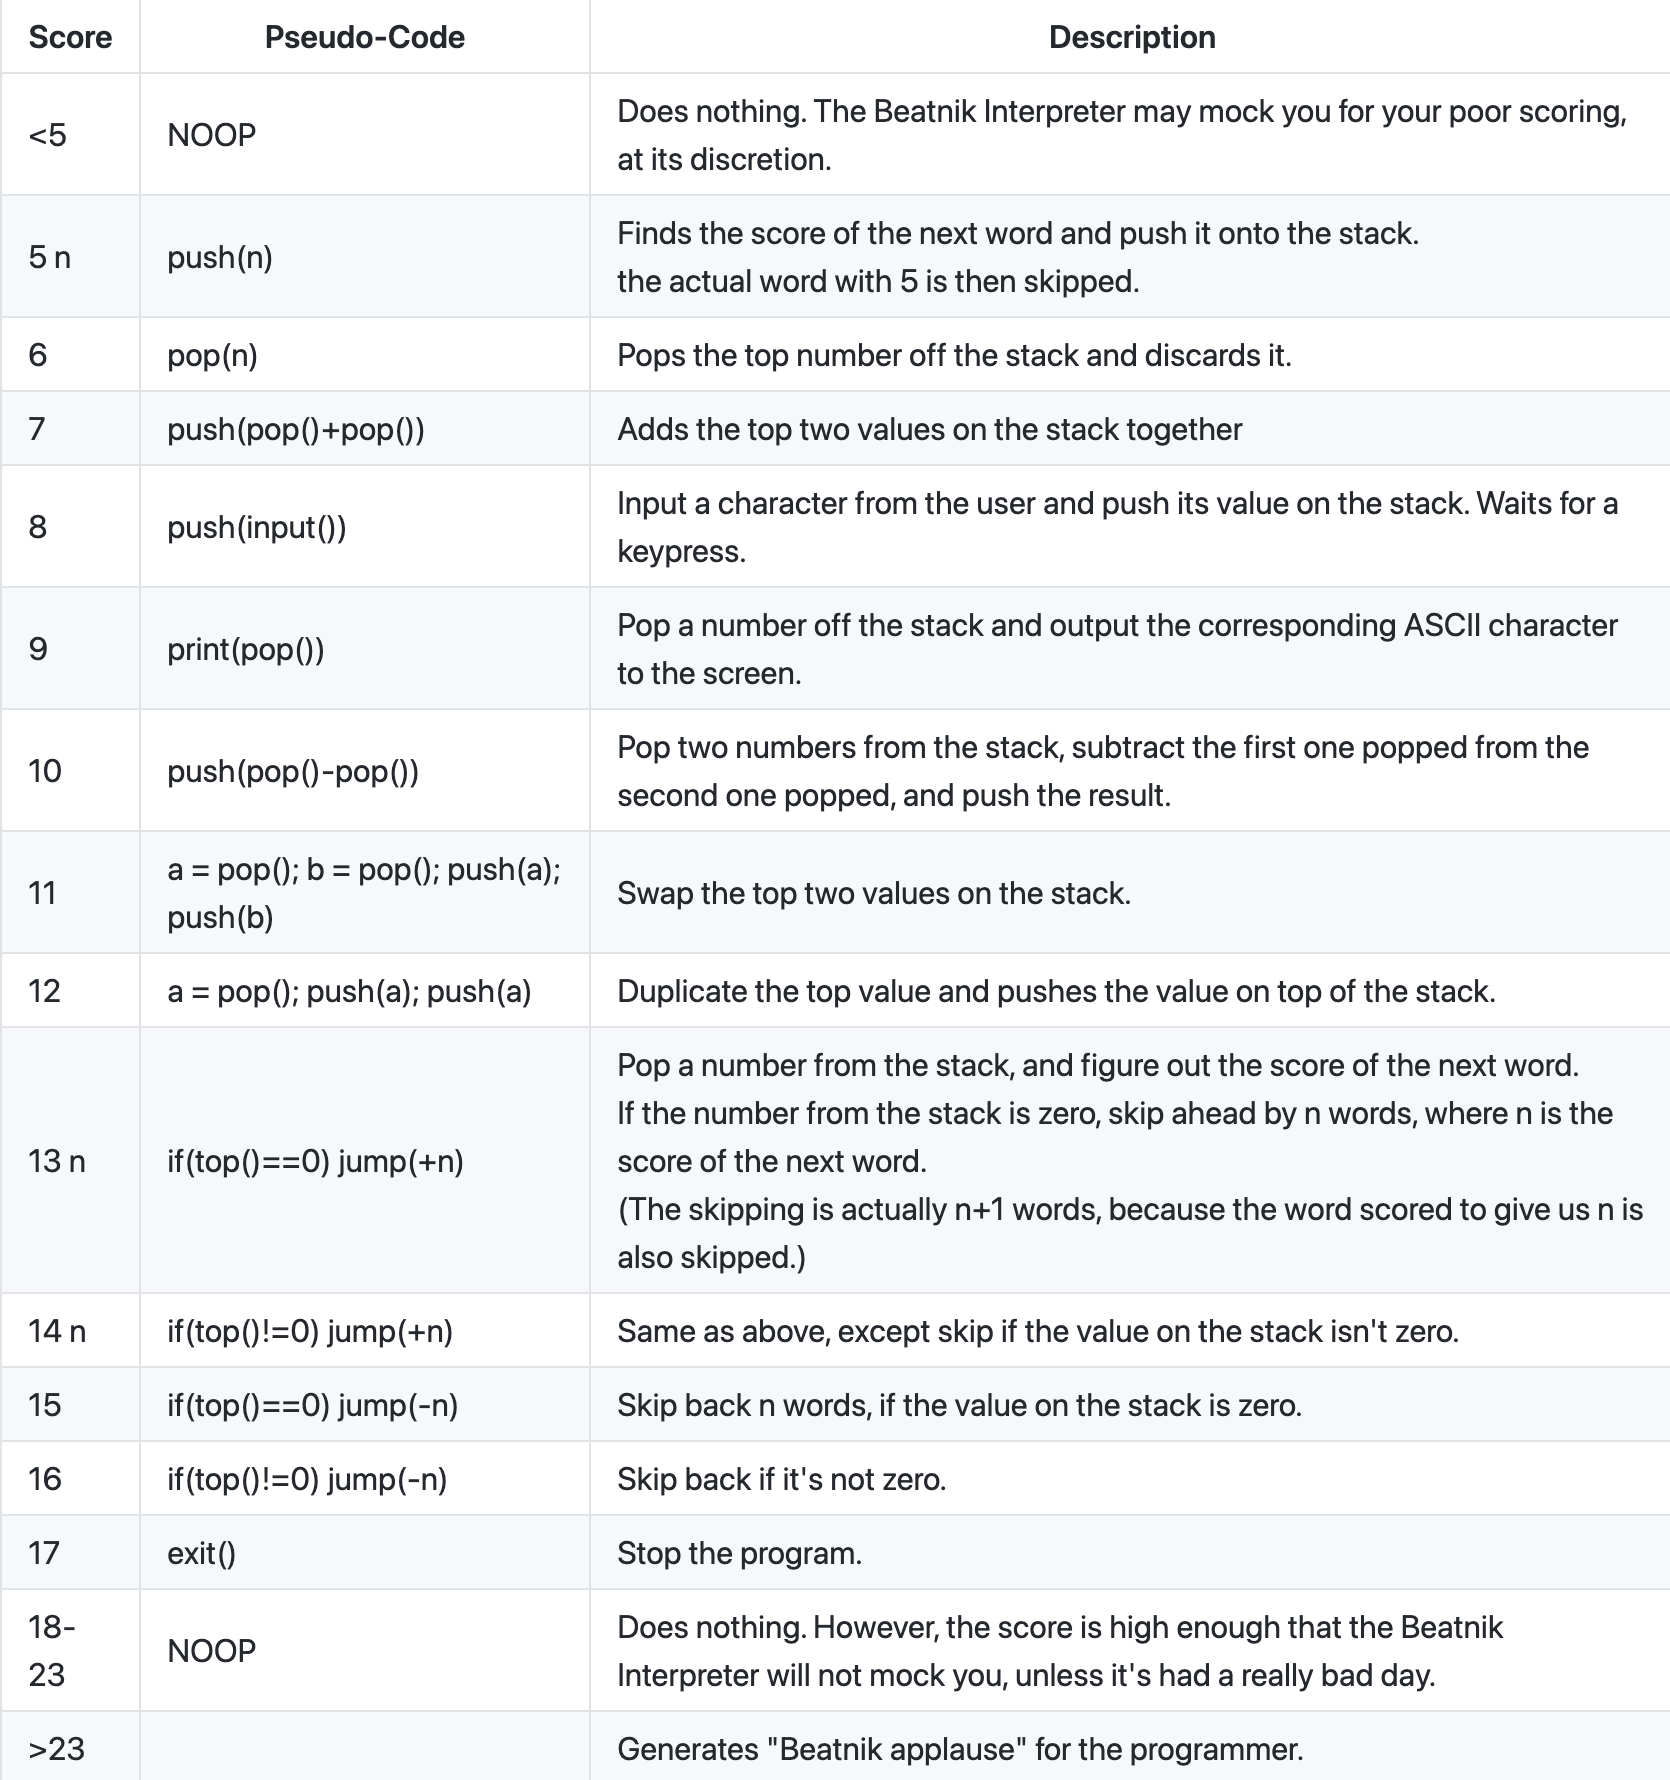 Score Pseudo-Code Description
<5 NOOP Does nothing. The Beatnik Interpreter may mock you for your poor scoring,
at its discretion.
5 n push(n) Finds the score of the next word and push it onto the stack.
the actual word with 5 is then skipped.
6 pop(n) Pops the top number off the stack and discards it.
7 push(pop()+pop()) Adds the top two values on the stack together
8 push(input()) Input a character from the user and push its value on the stack. Waits for a
keypress.
9 print(pop()) Pop a number off the stack and output the corresponding ASCII character
to the screen.
10 push(pop()-pop()) Pop two numbers from the stack, subtract the first one popped from the
second one popped, and push the result.
11 a = pop(); b = pop(); push(a);
push(b) Swap the top two values on the stack.
12 a = pop(); push(a); push(a) Duplicate the top value and pushes the value on top of the stack.
13 n if(top()==0) jump(+n) Pop a number from the stack, and figure out the score of the next word.
If the number from the stack is zero, skip ahead by n words, where n is the
score of the next word.
(The skipping is actually n+1 words, because the word scored to give us n is
also skipped.)
14 n if(top()!=0) jump(+n) Same as above, except skip if the value on the stack isn't zero.
15 if(top()==0) jump(-n) Skip back n words, if the value on the stack is zero.
16 if(top()!=0) jump(-n) Skip back if it's not zero.
17 exit() Stop the program.
18-
23 NOOP Does nothing. However, the score is high enough that the Beatnik
Interpreter will not mock you, unless it's had a really bad day.
>23 Generates "Beatnik applause" for the programmer.